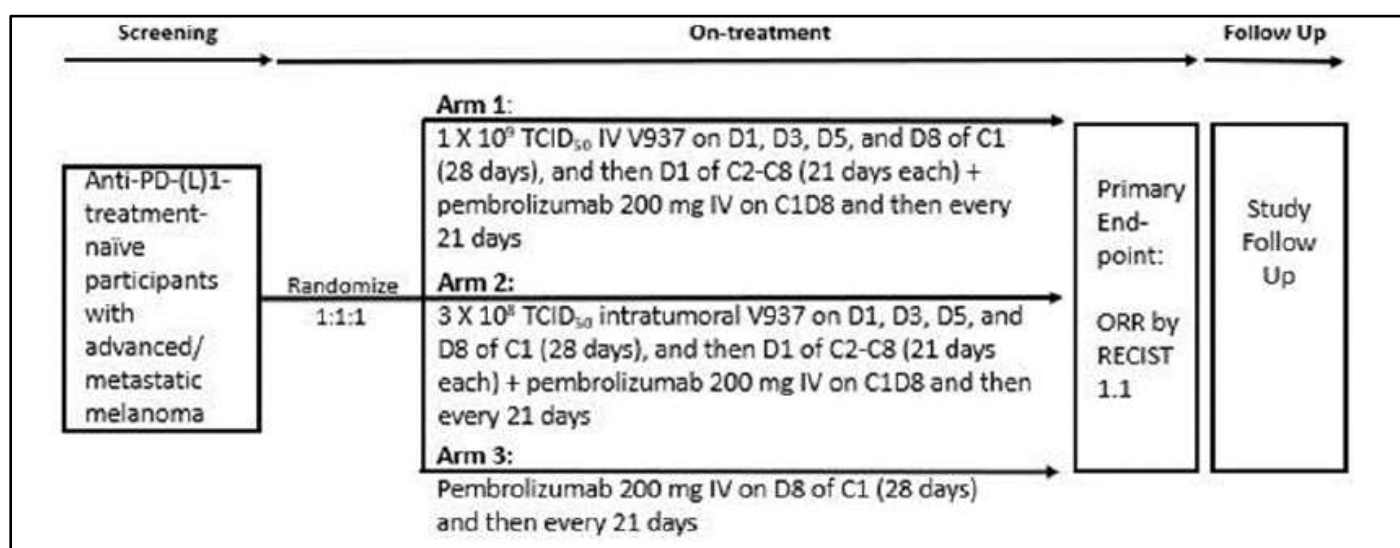 Screening
On-treatment
Follow Up
Anti-PD-(L)1-
treatment-
naïve
participants
with
advanced/
metastatic
melanoma
Randomize
1:1:1
Arm 1:
1 X 10⁹ TCID₅₀ IV V937 on D1, D3, D5, and D8 of C1
(28 days), and then D1 of C2-C8 (21 days each) +
pembrolizumab 200 mg IV on C1D8 and then every
21 days
Arm 2:
3 X 10⁸ TCID₅₀ intratumoral V937 on D1, D3, D5, and
D8 of C1 (28 days), and then D1 of C2-C8 (21 days
each) + pembrolizumab 200 mg IV on C1D8 and then
every 21 days
Arm 3:
Pembrolizumab 200 mg IV on D8 of C1 (28 days)
and then every 21 days
Primary
End-
point:
ORR by
RECIST
1.1
Study
Follow
Up